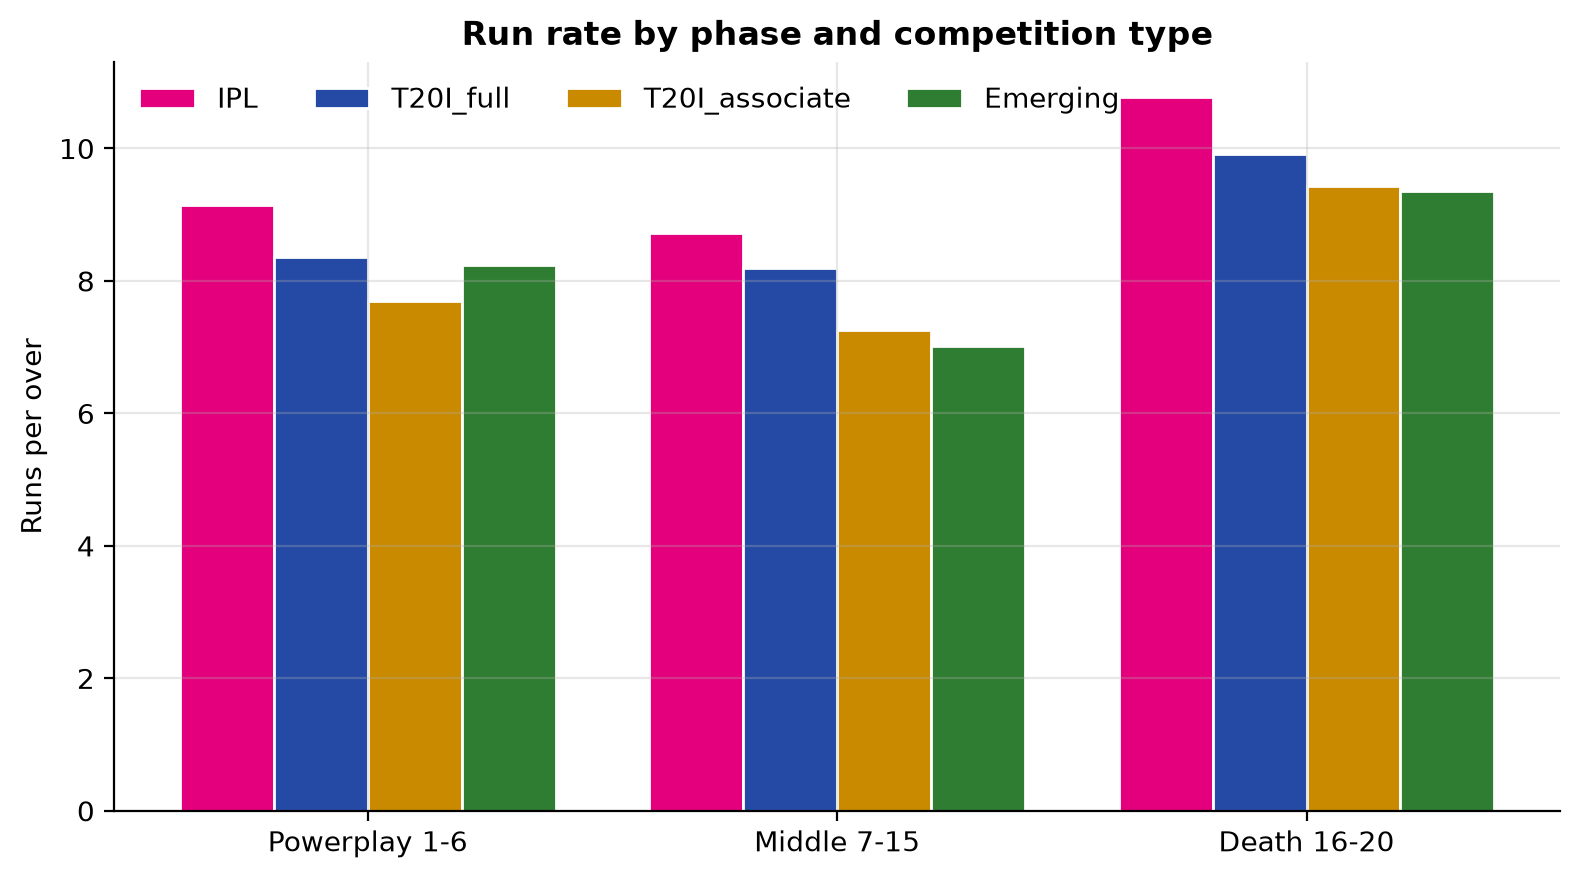 Run rate by phase and competition type
IPL T20I_full T20I_associate Emerging
Runs per over
10
8
6
4
2
0
Powerplay 1-6 Middle 7-15 Death 16-20